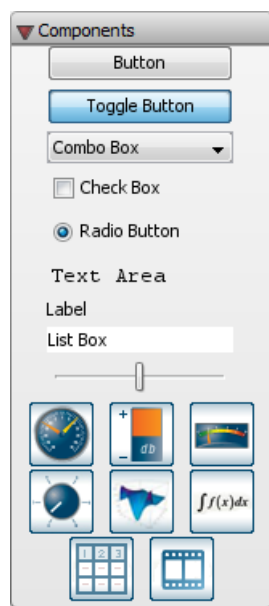 Components
Button
Toggle Button
Combo Box
Check Box
Radio Button
Text Area
Label
List Box
+
− db
∫f(x)dx
1 2 3